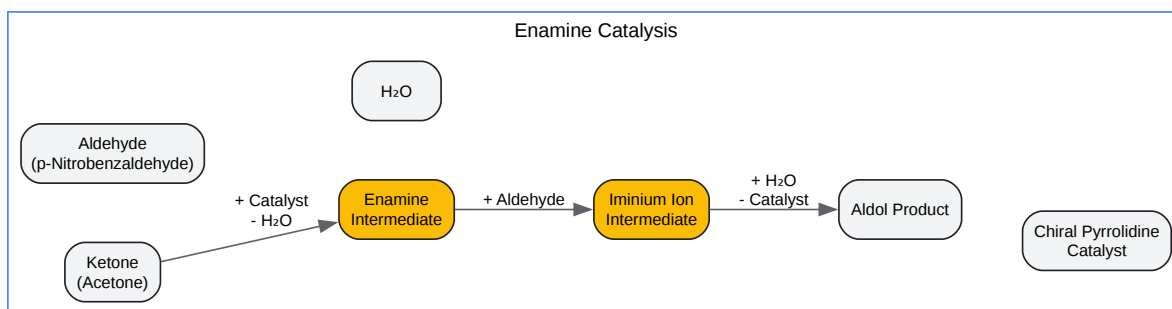 Enamine Catalysis
H₂O
Aldehyde
(p-Nitrobenzaldehyde)
+ Catalyst
- H₂O
Enamine
Intermediate
+ Aldehyde
Iminium Ion
Intermediate
+ H₂O
- Catalyst
Aldol Product
Chiral Pyrrolidine
Catalyst
Ketone
(Acetone)